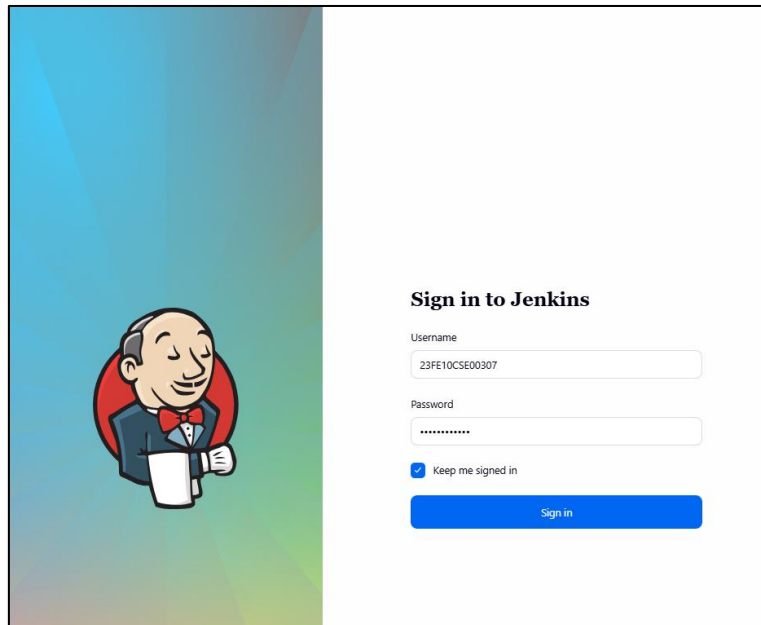 Sign in to Jenkins
Username
23FE10CSE00307
Password
••••••••••••
Keep me signed in
Sign in